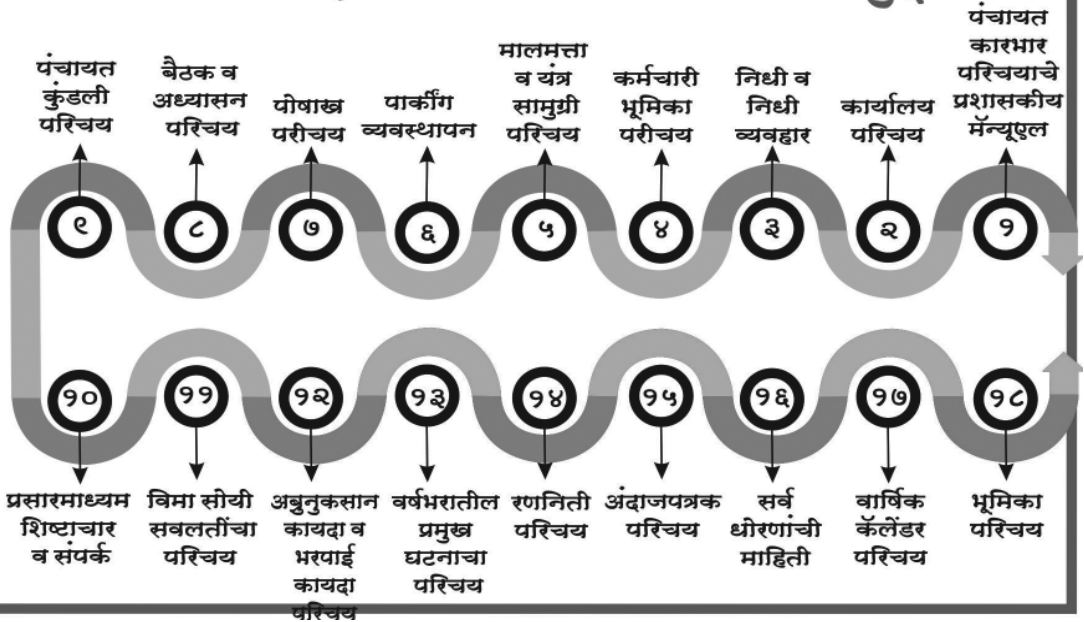 पंचायत
कुंडली
परिचय
९
बैठक व
अध्यासन
परिचय
८
पोषाख
परीचय
७
पार्कींग
व्यवस्थापन
६
मालमत्ता
व यंत्र
सामुग्री
परिचय
५
कर्मचारी
भूमिका
परीचय
४
निधी व
निधी
व्यवहार
३
कार्यालय
परिचय
२
पंचायत
कारभार
परिचयाचे
प्रशासकीय
मॅन्यूएल
१
१०
प्रसारमाध्यम
शिष्टाचार
व संपर्क
११
विमा सोयी
सवलतींचा
परिचय
१२
अब्रुनुकसान
कायदा व
भरपाई
कायदा
परिचय
१३
वर्षभरातील
प्रमुख
घटनाचा
परिचय
१४
रणनिती
परिचय
१५
अंदाजपत्रक
परिचय
१६
सर्व
धोरणांची
माहिती
१७
वार्षिक
कॅलेंडर
परिचय
१८
भूमिका
परिचय